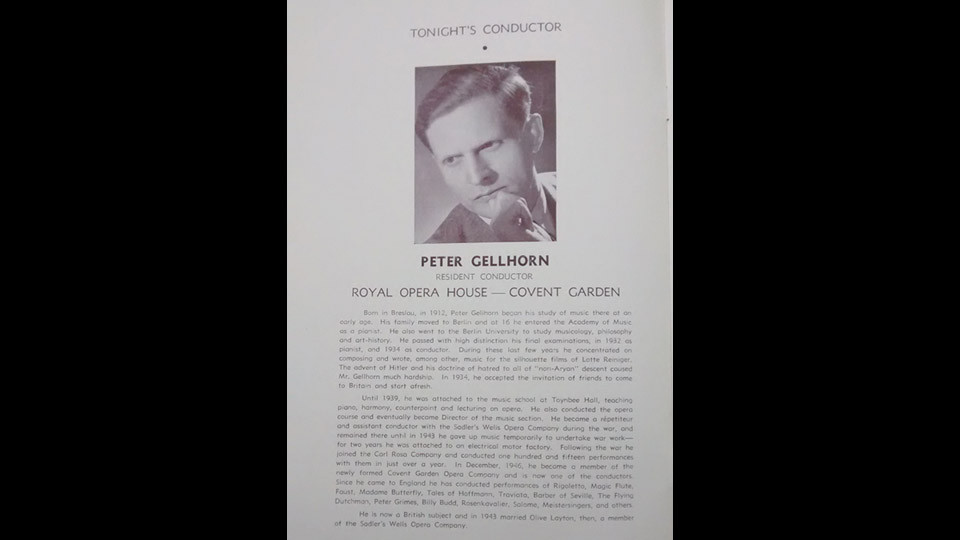 TONIGHT'S CONDUCTOR
PETER GELLHORN
RESIDENT CONDUCTOR
ROYAL OPERA HOUSE — COVENT GARDEN
Born in Breslau, in 1912, Peter Gellhorn began his study of music there at an
early age. His family moved to Berlin and at 16 he entered the Academy of Music
as a pianist. He also went to the Berlin University to study musicology, philosophy
and art-history. He passed with high distinction his final examinations, in 1932 as
pianist, and 1934 as conductor. During these last few years he concentrated on
composing and wrote, among other, music for the silhouette films of Lotte Reiniger.
The advent of Hitler and his doctrine of hatred to all of "non-Aryan" descent caused
Mr. Gellhorn much hardship. In 1934, he accepted the invitation of friends to come
to Britain and start afresh.
Until 1939, he was attached to the music school at Toynbee Hall, teaching
piano, harmony, counterpoint and lecturing on opera. He also conducted the opera
course and eventually became Director of the music section. He became a répétiteur
and assistant conductor with the Sadler's Wells Opera Company during the war, and
remained there until in 1943 he gave up music temporarily to undertake war work—
for two years he was attached to an electrical motor factory. Following the war he
joined the Carl Rosa Company and conducted one hundred and fifteen performances
with them in just over a year. In December, 1946, he became a member of the
newly formed Covent Garden Opera Company and is now one of the conductors.
Since he came to England he has conducted performances of Rigoletto, Magic Flute,
Faust, Madame Butterfly, Tales of Hoffmann, Traviata, Barber of Seville, The Flying
Dutchman, Peter Grimes, Billy Budd, Rosenkavalier, Salome, Meistersingers, and others.
He is now a British subject and in 1943 married Olive Layton, then, a member
of the Sadler's Wells Opera Company.